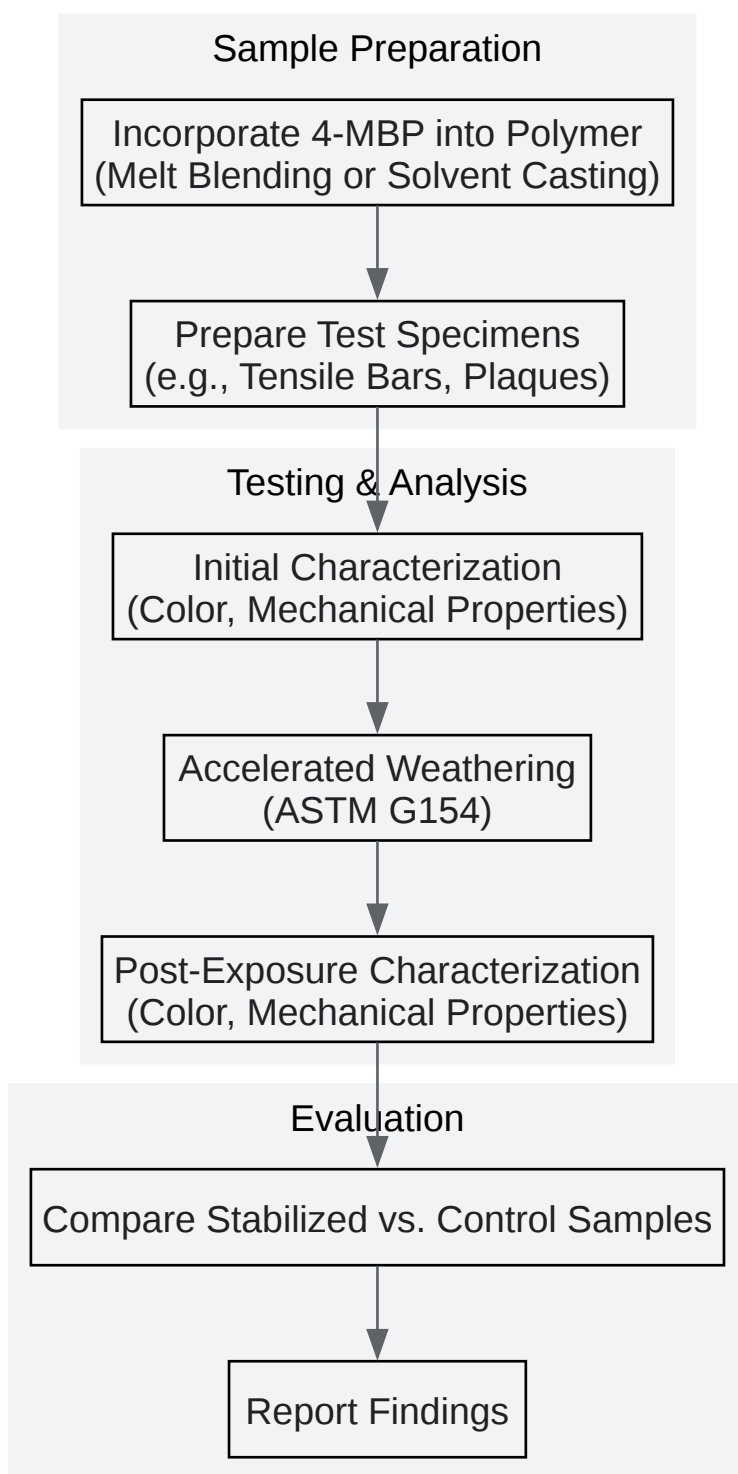 Sample Preparation
Incorporate 4-MBP into Polymer
(Melt Blending or Solvent Casting)
Prepare Test Specimens
(e.g., Tensile Bars, Plaques)
Testing & Analysis
Initial Characterization
(Color, Mechanical Properties)
Accelerated Weathering
(ASTM G154)
Post-Exposure Characterization
(Color, Mechanical Properties)
Evaluation
Compare Stabilized vs. Control Samples
Report Findings